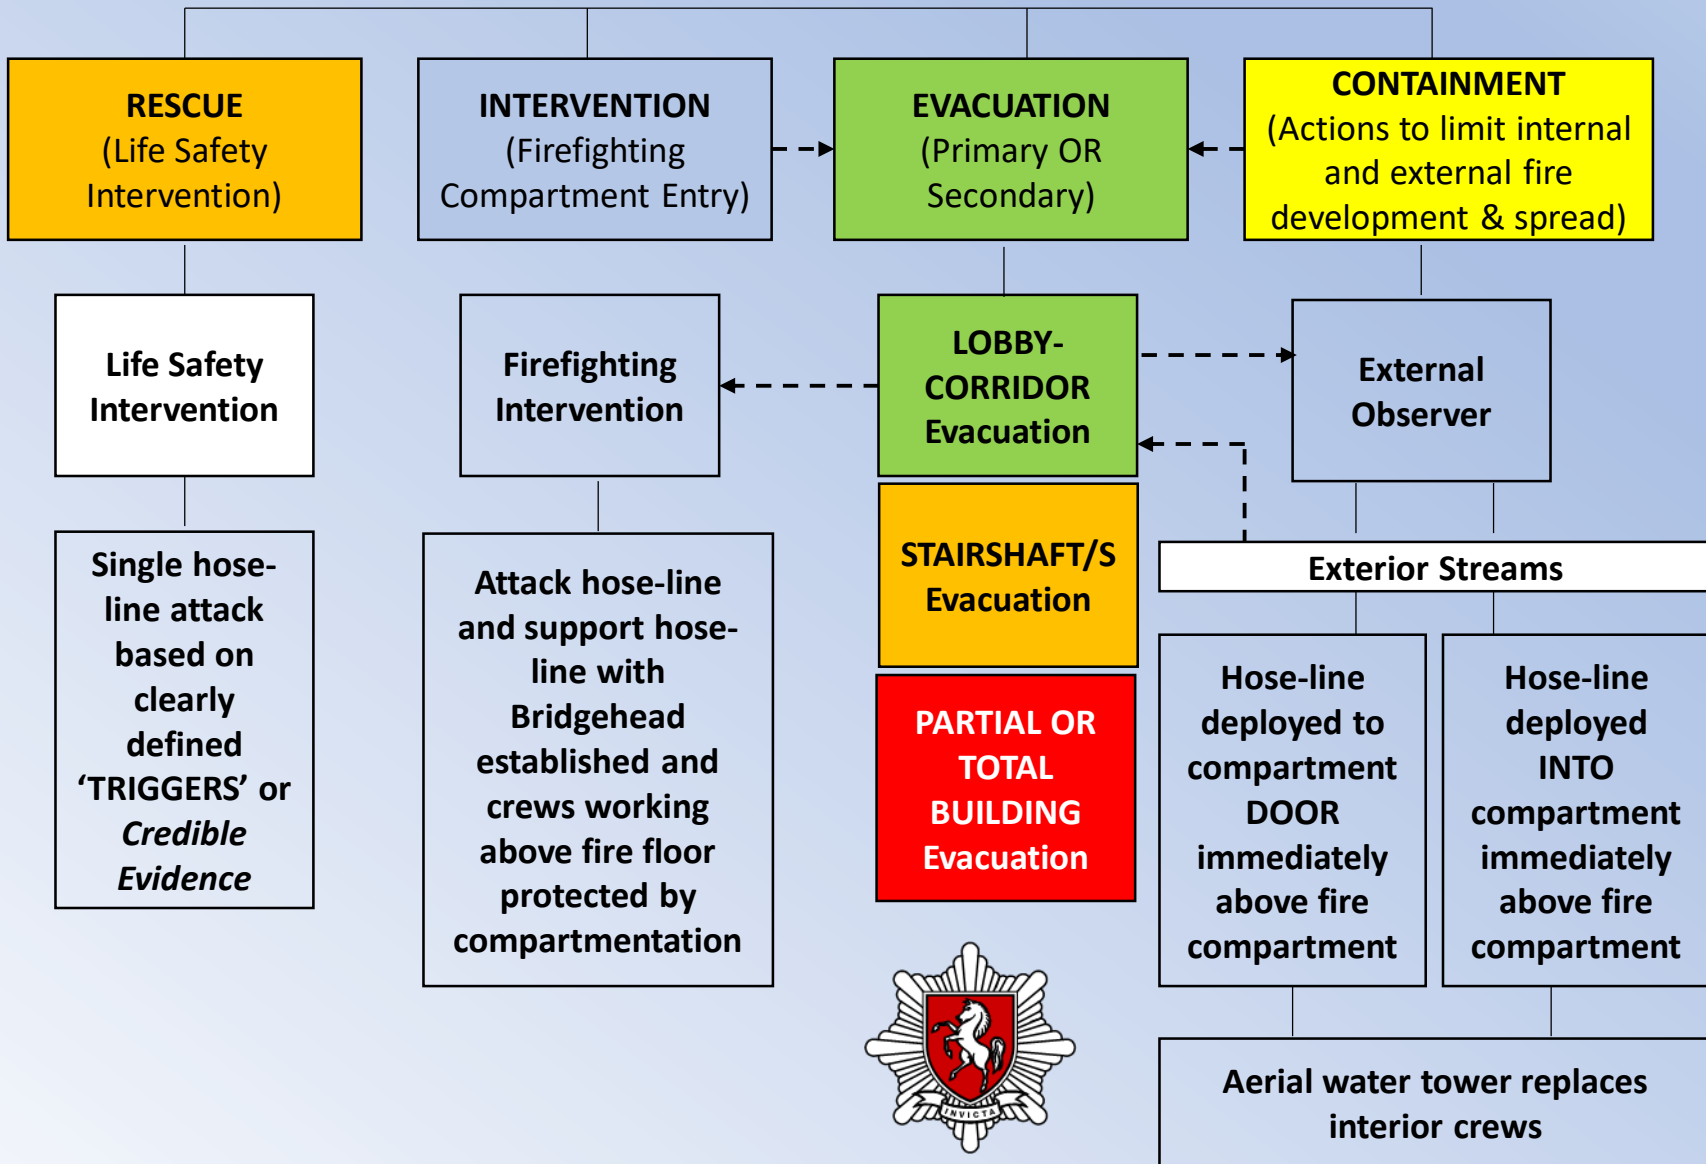 RESCUE
(Life Safety
Intervention)
INTERVENTION
(Firefighting
Compartment Entry)
EVACUATION
(Primary OR
Secondary)
CONTAINMENT
(Actions to limit internal
and external fire
development & spread)
Life Safety
Intervention
Firefighting
Intervention
LOBBY-
CORRIDOR
Evacuation
External
Observer
Single hose-
line attack
based on
clearly
defined
‘TRIGGERS’ or
Credible
Evidence
Attack hose-line
and support hose-
line with
Bridgehead
established and
crews working
above fire floor
protected by
compartmentation
STAIRSHAFT/S
Evacuation
PARTIAL OR
TOTAL
BUILDING
Evacuation
Exterior Streams
Hose-line
deployed to
compartment
DOOR
immediately
above fire
compartment
Hose-line
deployed
INTO
compartment
immediately
above fire
compartment
Aerial water tower replaces
interior crews
INVICTA